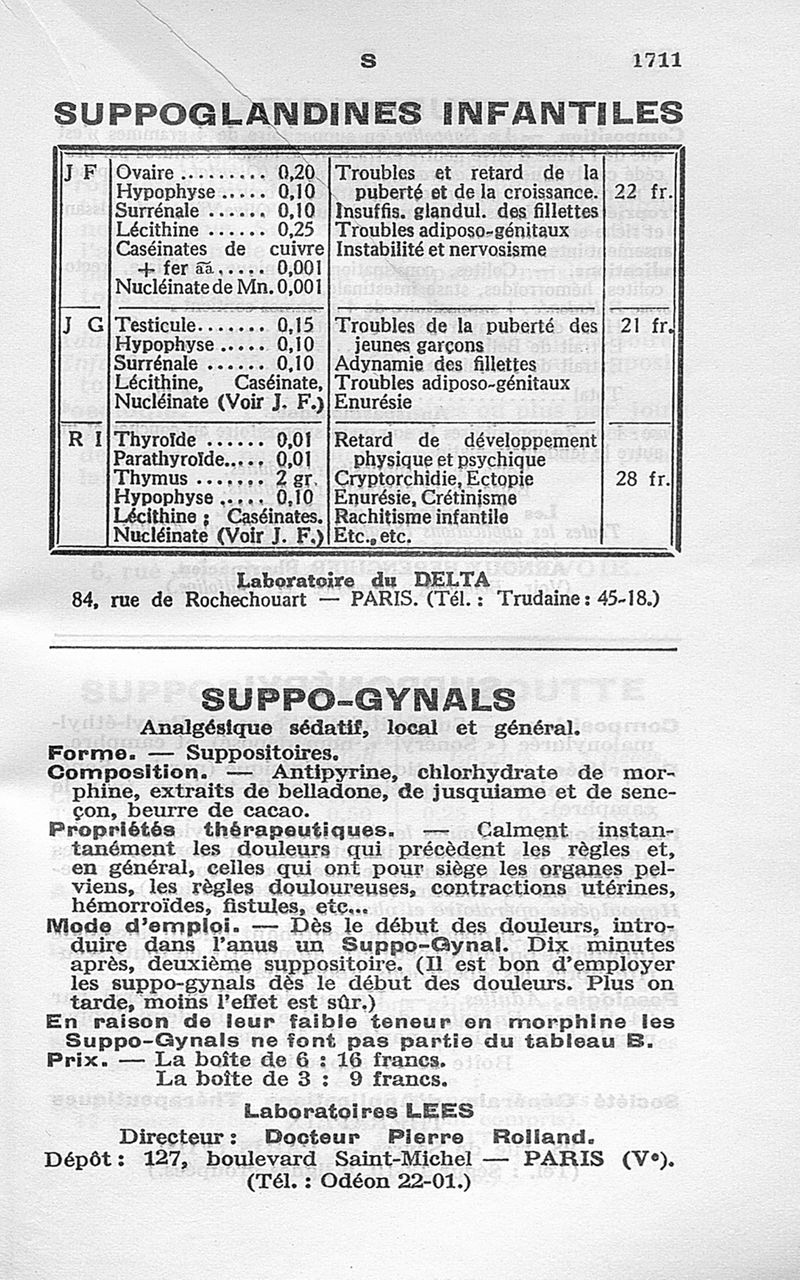 S 1711
SUPPOGLANDINES INFANTILES
J F Ovaire ......... 0,20 Troubles et retard de la
Hypophyse ..... 0,10 puberté et de la croissance. 22 fr.
Surrénale ...... 0,10 Insuffis. glandul. des fillettes
Lécithine ...... 0,25 Troubles adiposo-génitaux
Caséinates de cuivre Instabilité et nervosisme
+ fer ãã ..... 0,001
Nucléinate de Mn. 0,001
J G Testicule....... 0,15 Troubles de la puberté des 21 fr.
Hypophyse ..... 0,10 jeunes garçons
Surrénale ...... 0,10 Adynamie des fillettes
Lécithine, Caséinate, Troubles adiposo-génitaux
Nucléinate (Voir J. F.) Enurésie
R I Thyroïde ...... 0,01 Retard de développement
Parathyroïde..... 0,01 physique et psychique
Thymus ....... 2 gr. Cryptorchidie, Ectopie 28 fr.
Hypophyse ..... 0,10 Enurésie, Crétinisme
Lécithine ; Caséinates. Rachitisme infantile
Nucléinate (Voir J. F.) Etc., etc.
Laboratoire du DELTA
84, rue de Rochechouart — PARIS. (Tél. : Trudaine : 45-18.)
SUPPO-GYNALS
Analgésique sédatif, local et général.
Forme. — Suppositoires.
Composition. — Antipyrine, chlorhydrate de mor-
phine, extraits de belladone, de jusquiame et de sene-
çon, beurre de cacao.
Propriétés thérapeutiques. — Calment instan-
tanément les douleurs qui précèdent les règles et,
en général, celles qui ont pour siège les organes pel-
viens, les règles douloureuses, contractions utérines,
hémorroïdes, fistules, etc...
Mode d'emploi. — Dès le début des douleurs, intro-
duire dans l'anus un Suppo-Gynal. Dix minutes
après, deuxième suppositoire. (Il est bon d'employer
les suppo-gynals dès le début des douleurs. Plus on
tarde, moins l'effet est sûr.)
En raison de leur faible teneur en morphine les
Suppo-Gynals ne font pas partie du tableau B.
Prix. — La boîte de 6 : 16 francs.
La boîte de 3 : 9 francs.
Laboratoires LEES
Directeur : Docteur Pierre Rolland.
Dépôt : 127, boulevard Saint-Michel — PARIS (Vᵉ).
(Tél. : Odéon 22-01.)